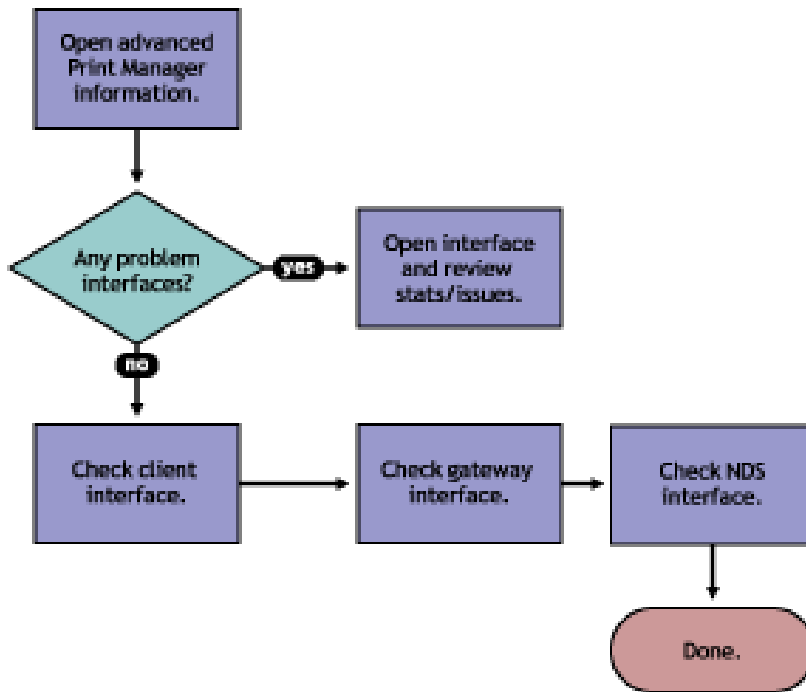 Open advanced
Print Manager
information.
Any problem
interfaces?
yes
Open interface
and review
stats/issues.
no
Check client
interface.
Check gateway
interface.
Check NDS
interface.
Done.